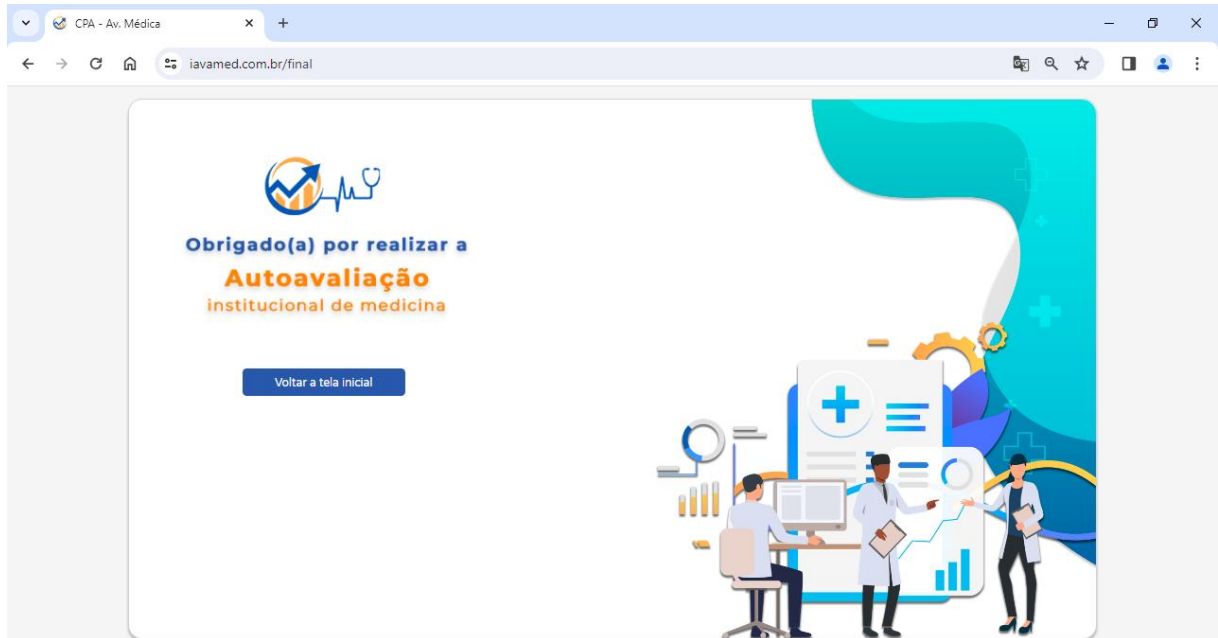 CPA - Av. Médica
iavamed.com.br/final
Obrigado(a) por realizar a
Autoavaliação
institucional de medicina
Voltar a tela inicial